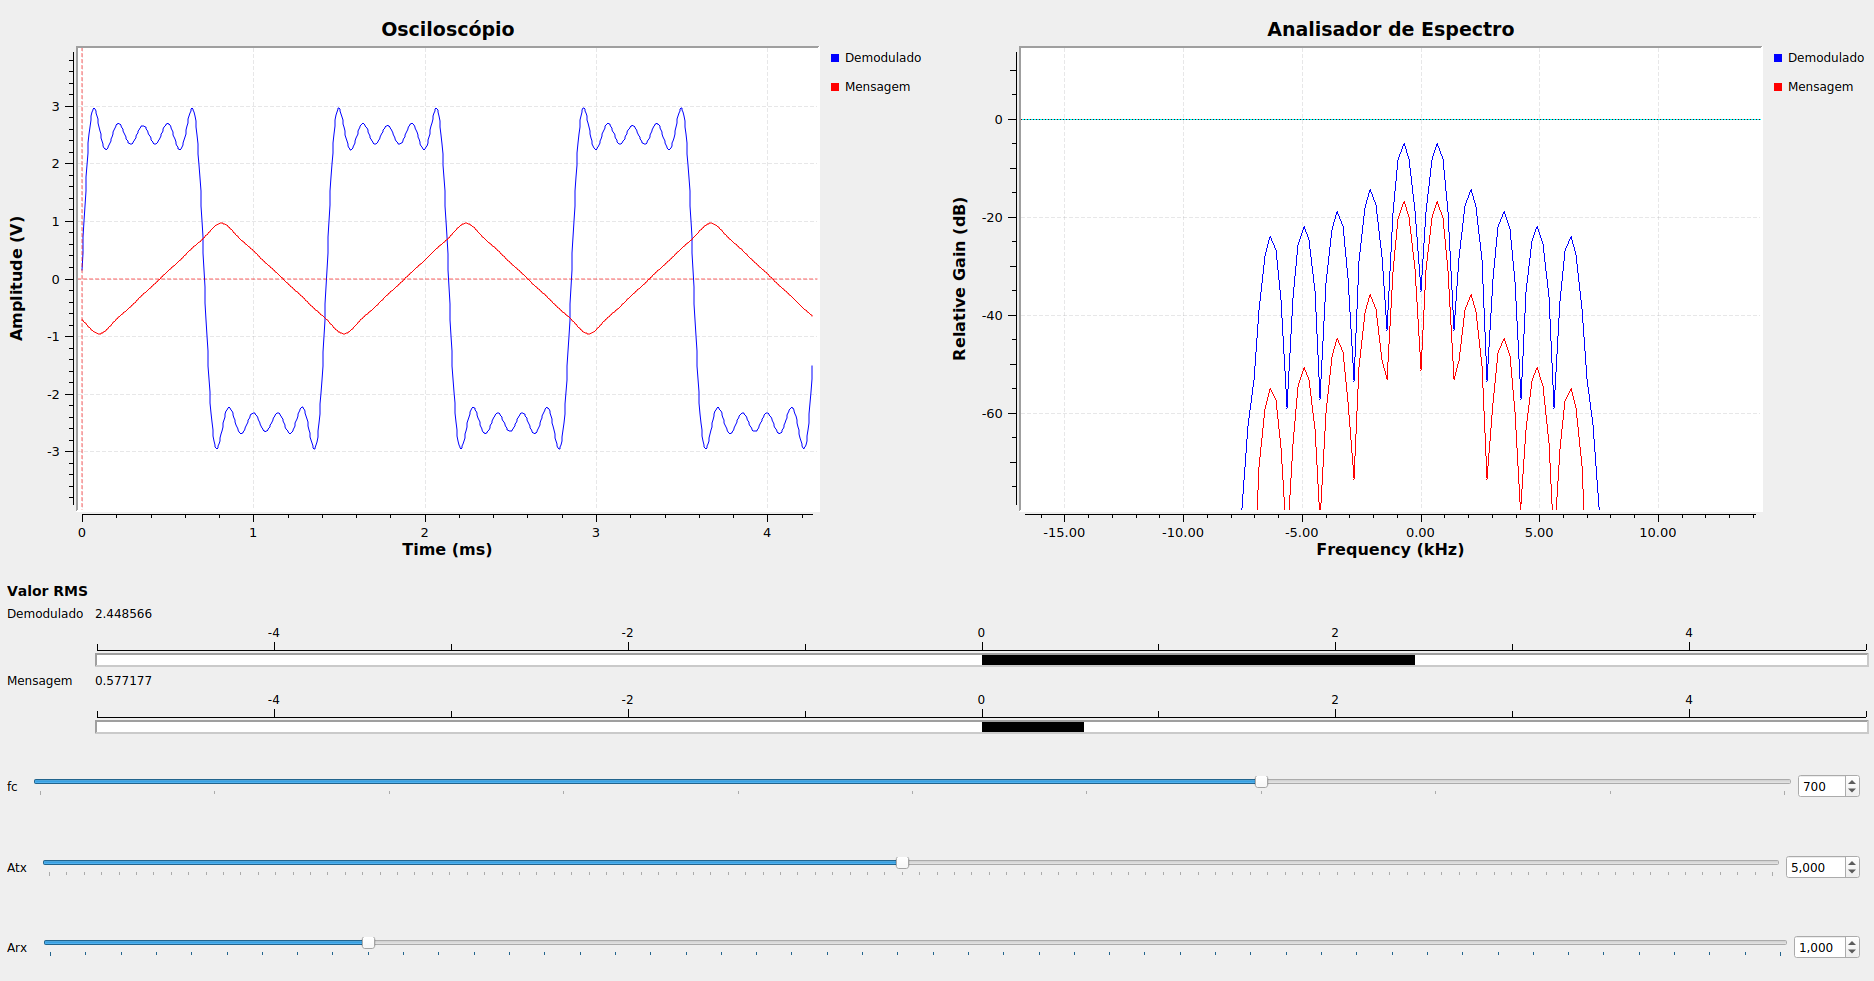 Osciloscópio
Demodulado
Mensagem
Amplitude (V)
3
2
1
0
-1
-2
-3
0 1 2 3 4
Time (ms)
Analisador de Espectro
Demodulado
Mensagem
Relative Gain (dB)
0
-20
-40
-60
-15.00 -10.00 -5.00 0.00 5.00 10.00
Frequency (kHz)
Valor RMS
Demodulado 2.448566
-4 -2 0 2 4
Mensagem 0.577177
-4 -2 0 2 4
fc 700
Atx 5,000
Arx 1,000